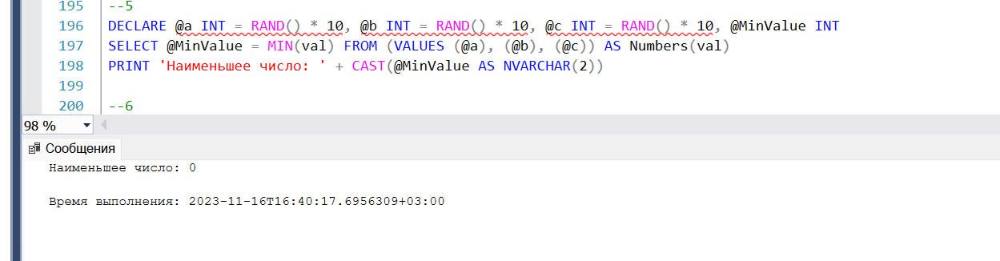 195 --5
196 DECLARE @a INT = RAND() * 10, @b INT = RAND() * 10, @c INT = RAND() * 10, @MinValue INT
197 SELECT @MinValue = MIN(val) FROM (VALUES (@a), (@b), (@c)) AS Numbers(val)
198 PRINT 'Наименьшее число: ' + CAST(@MinValue AS NVARCHAR(2))
199
200 --6
98 %
Сообщения
Наименьшее число: 0
Время выполнения: 2023-11-16T16:40:17.6956309+03:00